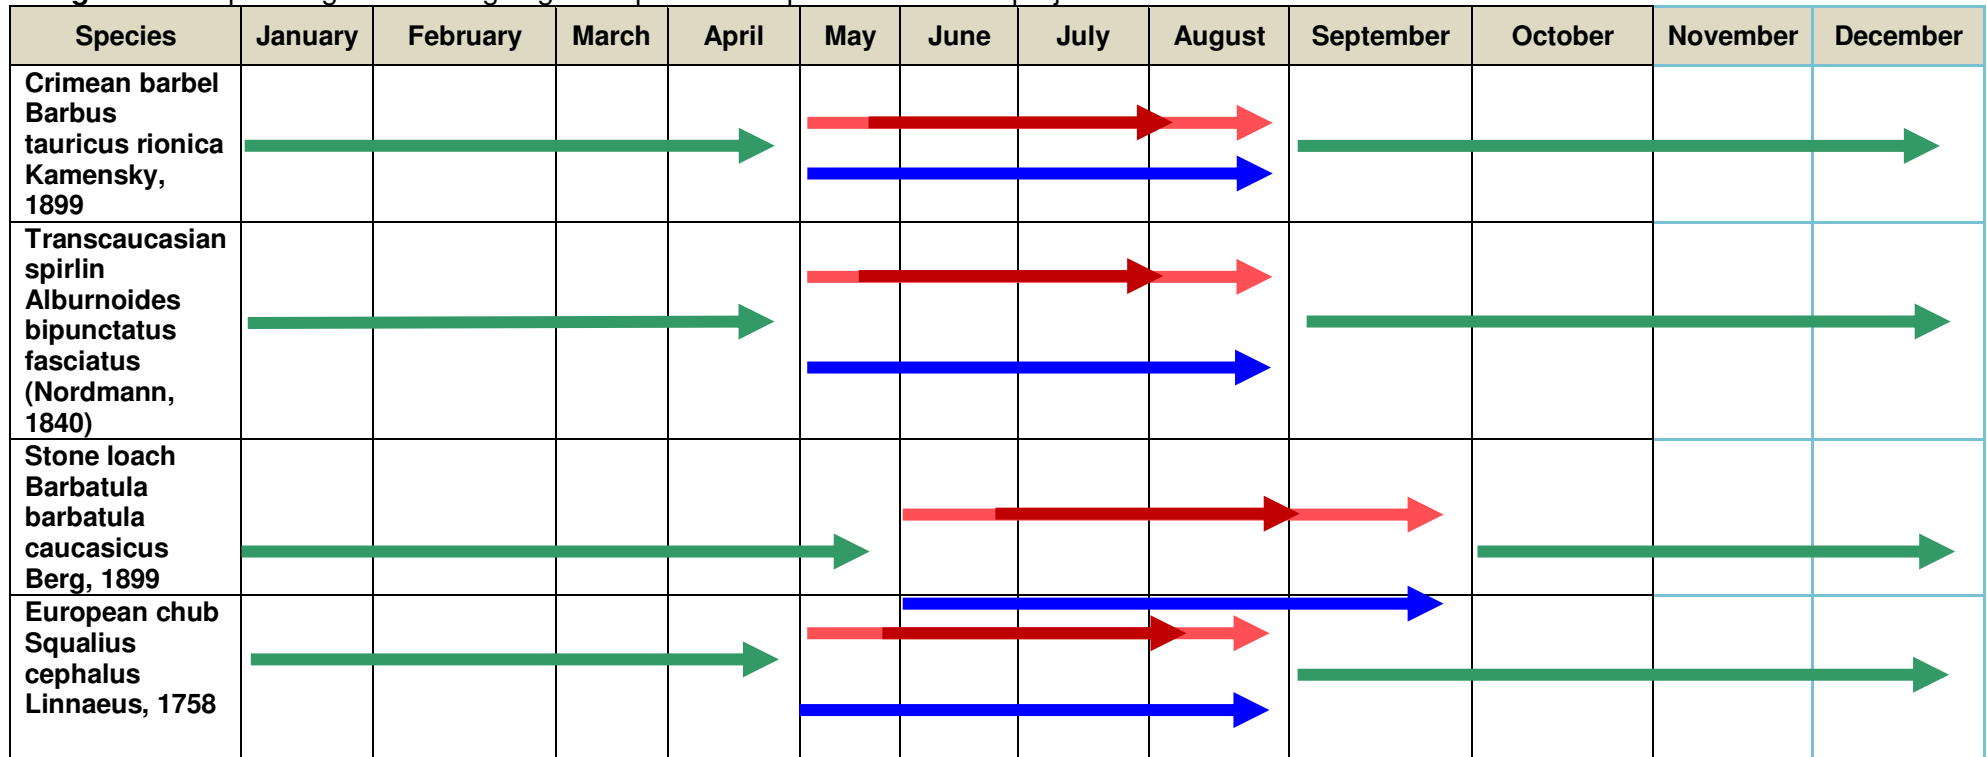 Species January February March April May June July August September October November December
Crimean barbel
Barbus
tauricus rionica
Kamensky,
1899
Transcaucasian
spirlin
Alburnoides
bipunctatus
fasciatus
(Nordmann,
1840)
Stone loach
Barbatula
barbatula
caucasicus
Berg, 1899
European chub
Squalius
cephalus
Linnaeus, 1758